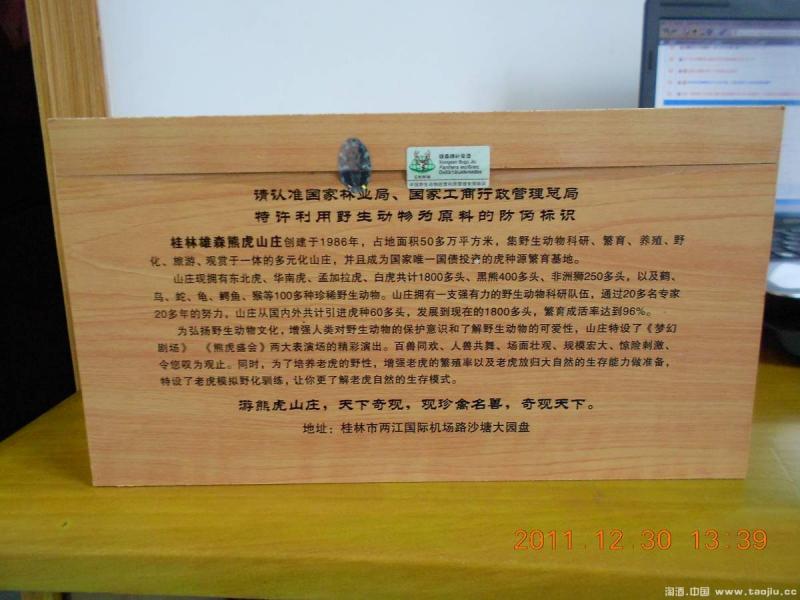 雄森牌补安酒
Xiongsen Bugu Jiu
请认准国家林业局、国家工商行政管理总局
特许利用野生动物为原料的防伪标识
桂林雄森熊虎山庄创建于1986年，占地面积50多万平方米，集野生动物科研、繁育、养殖、野
化、旅游、观赏于一体的多元化山庄，并且成为国家唯一国债投资的虎种源繁育基地。
山庄现拥有东北虎、华南虎、孟加拉虎、白虎共计1800多头、黑熊400多头、非洲狮250多头，以及鹤、
鸟、蛇、龟、鳄鱼、猴等100多种珍稀野生动物。山庄拥有一支强有力的野生动物科研队伍，通过20多名专家
20多年的努力，山庄从国内外共计引进虎种60多头，发展到现在的1800多头，繁育成活率达到96%。
为弘扬野生动物文化，增强人类对野生动物的保护意识和了解野生动物的可爱性，山庄特设了《梦幻
剧场》 《熊虎盛会》两大表演场的精彩演出。百兽同欢、人兽共舞、场面壮观、规模宏大、惊险刺激、
令您叹为观止。同时，为了培养老虎的野性，增强老虎的繁殖率以及老虎放归大自然的生存能力做准备，
特设了老虎模拟野化驯练，让你更了解老虎自然的生存模式。
游熊虎山庄，天下奇观，观珍禽名兽，奇观天下。
地址：桂林市两江国际机场路沙塘大园盘
2011.12.30 13:39
淘酒.中国 www.taojiu.cc